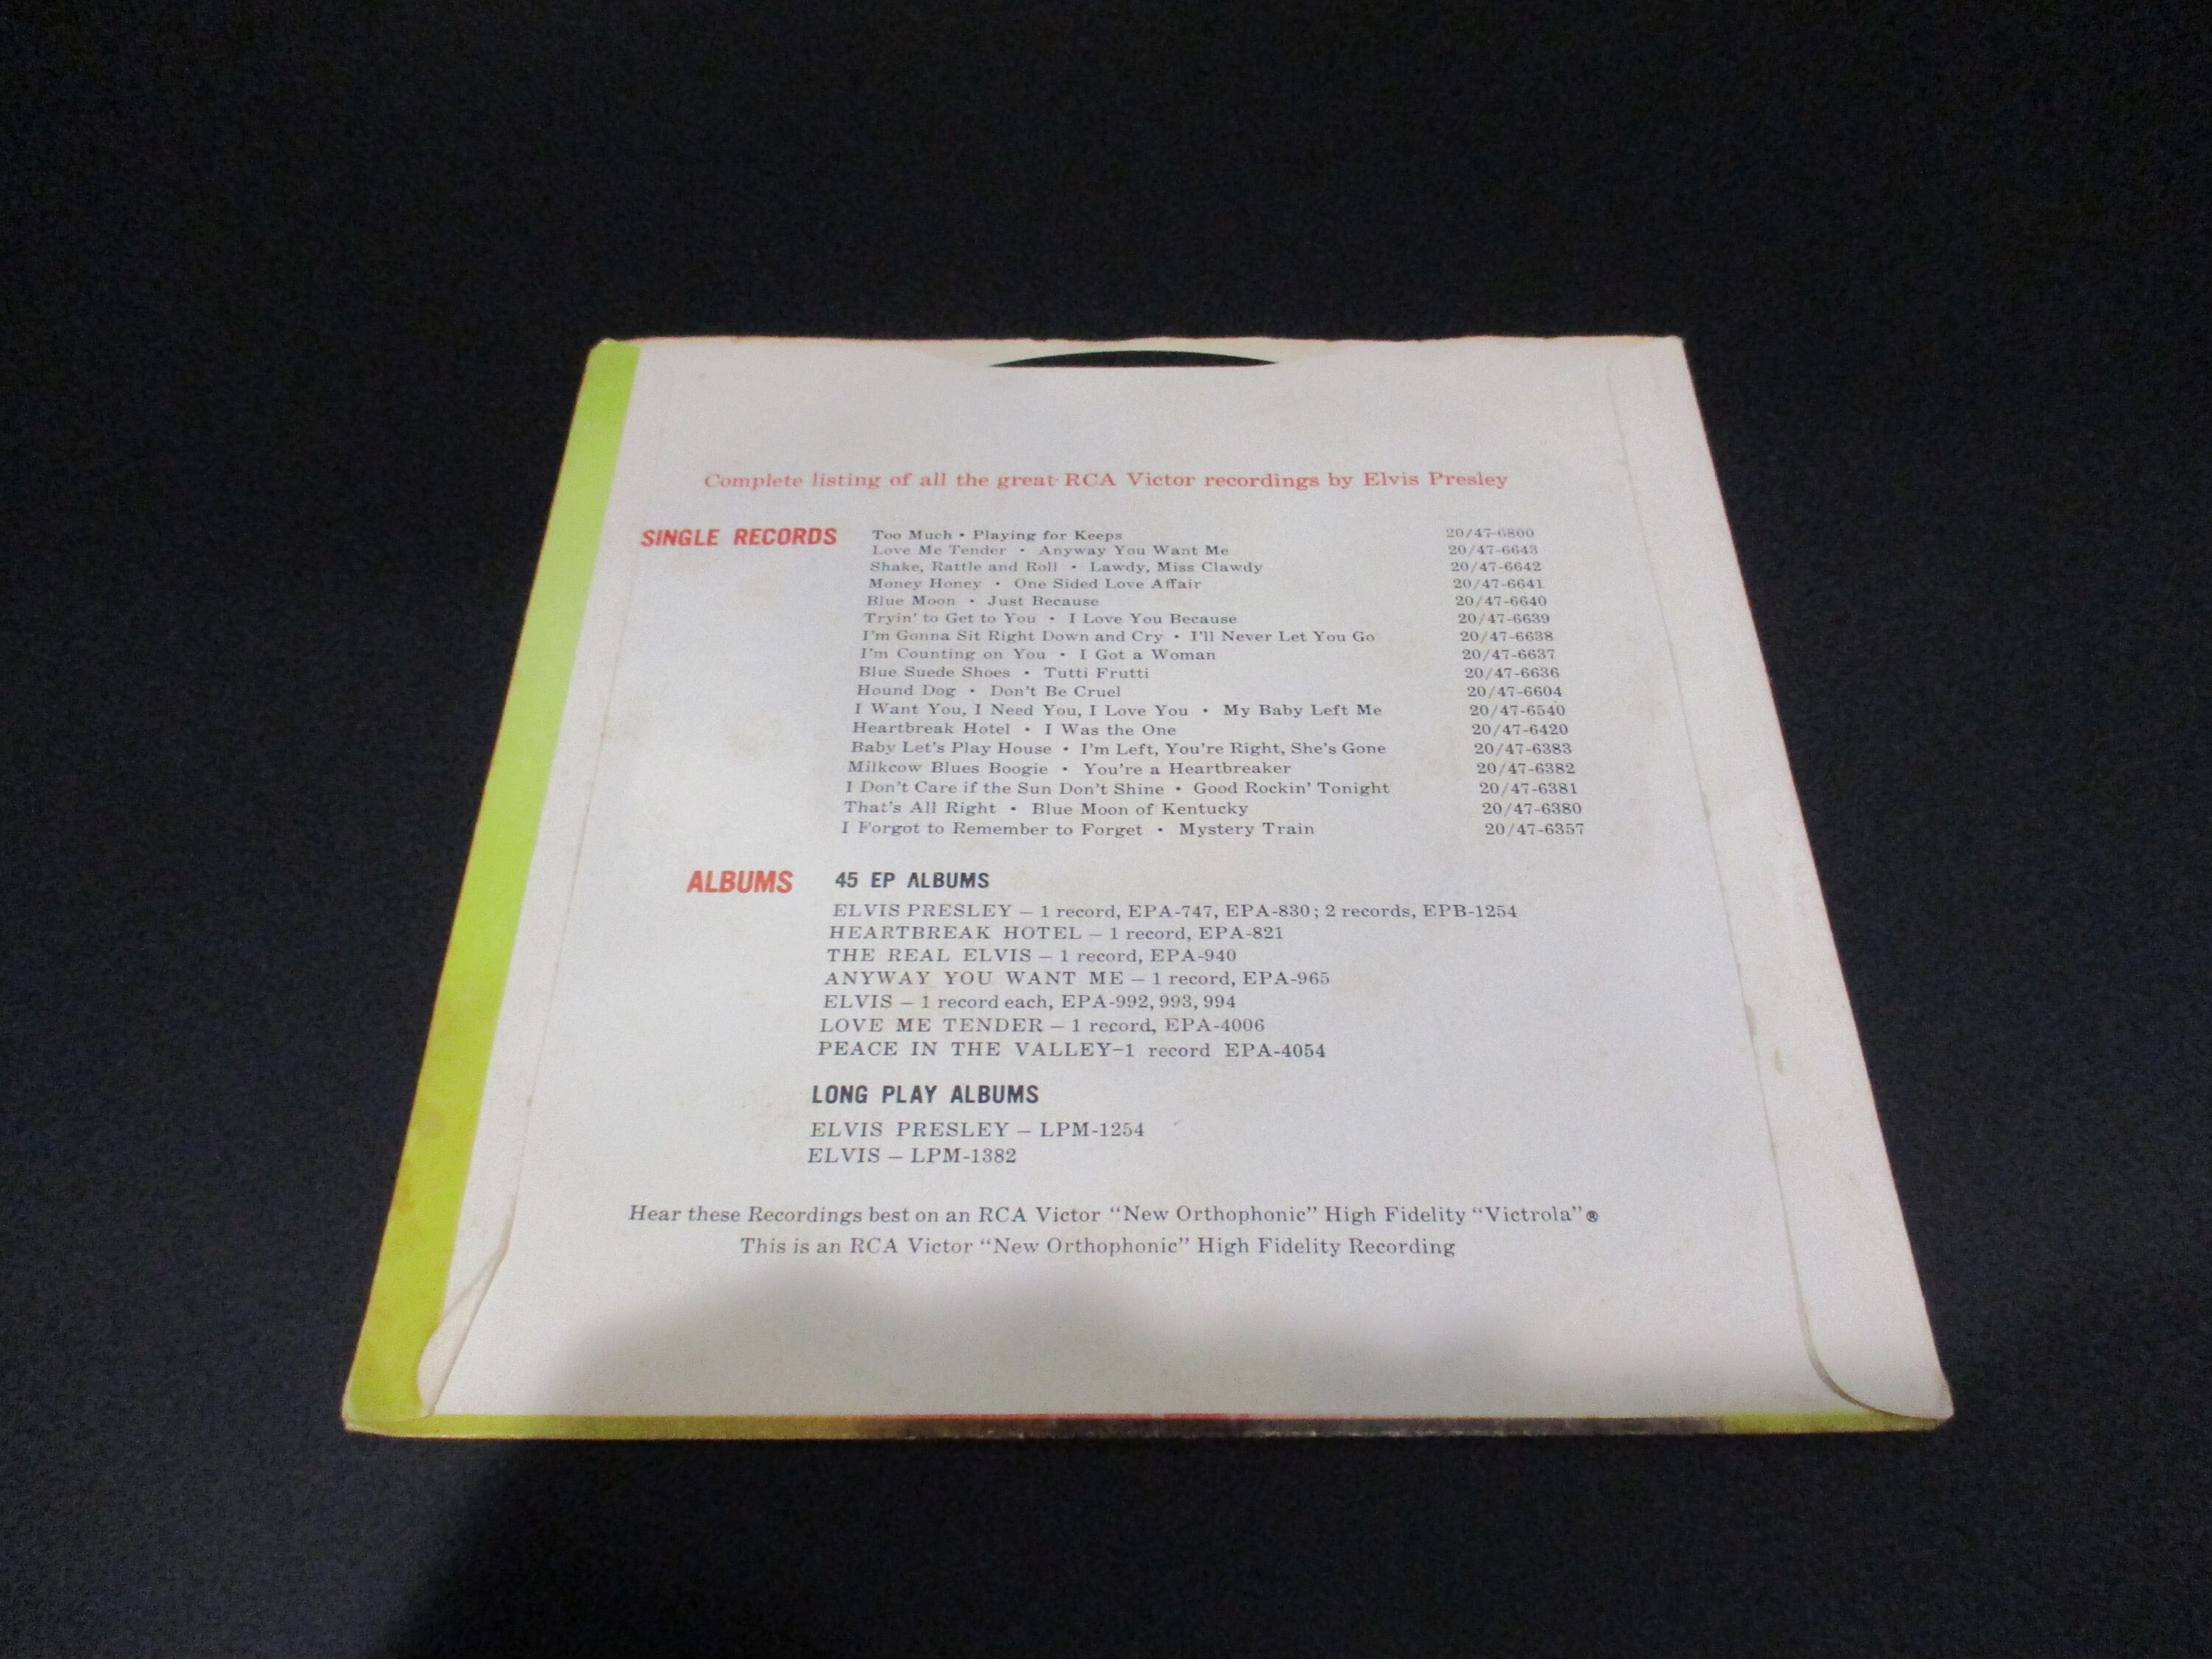 Complete listing of all the great RCA Victor recordings by Elvis Presley
SINGLE RECORDS
Too Much • Playing for Keeps 20/47-6800
Love Me Tender • Anyway You Want Me 20/47-6643
Shake, Rattle and Roll • Lawdy, Miss Clawdy 20/47-6642
Money Honey • One Sided Love Affair 20/47-6641
Blue Moon • Just Because 20/47-6640
Tryin' to Get to You • I Love You Because 20/47-6639
I'm Gonna Sit Right Down and Cry • I'll Never Let You Go 20/47-6638
I'm Counting on You • I Got a Woman 20/47-6637
Blue Suede Shoes • Tutti Frutti 20/47-6636
Hound Dog • Don't Be Cruel 20/47-6604
I Want You, I Need You, I Love You • My Baby Left Me 20/47-6540
Heartbreak Hotel • I Was the One 20/47-6420
Baby Let's Play House • I'm Left, You're Right, She's Gone 20/47-6383
Milkcow Blues Boogie • You're a Heartbreaker 20/47-6382
I Don't Care if the Sun Don't Shine • Good Rockin' Tonight 20/47-6381
That's All Right • Blue Moon of Kentucky 20/47-6380
I Forgot to Remember to Forget • Mystery Train 20/47-6357
ALBUMS
45 EP ALBUMS
ELVIS PRESLEY – 1 record, EPA-747, EPA-830; 2 records, EPB-1254
HEARTBREAK HOTEL – 1 record, EPA-821
THE REAL ELVIS – 1 record, EPA-940
ANYWAY YOU WANT ME – 1 record, EPA-965
ELVIS – 1 record each, EPA-992, 993, 994
LOVE ME TENDER – 1 record, EPA-4006
PEACE IN THE VALLEY–1 record EPA-4054
LONG PLAY ALBUMS
ELVIS PRESLEY – LPM-1254
ELVIS – LPM-1382
Hear these Recordings best on an RCA Victor "New Orthophonic" High Fidelity "Victrola"®
This is an RCA Victor "New Orthophonic" High Fidelity Recording